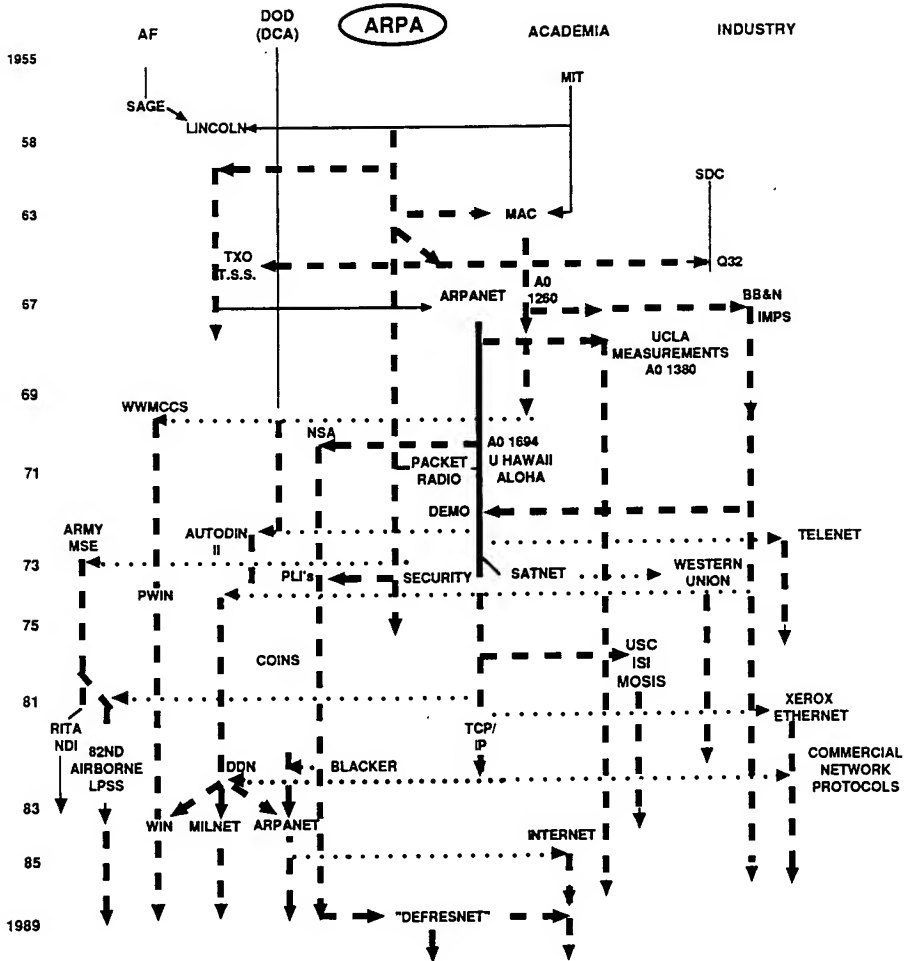 AF
DOD
(DCA)
ARPA
ACADEMIA
INDUSTRY
1955
MIT
SAGE
LINCOLN
58
SDC
63
MAC
TXO
T.S.S.
Q32
A0
1260
ARPANET
67
BB&N
IMPS
UCLA
MEASUREMENTS
A0 1380
69
WWMCCS
NSA
A0 1694
U HAWAII
ALOHA
PACKET
RADIO
71
DEMO
ARMY
MSE
AUTODIN
II
TELENET
73
PLI's
SECURITY
SATNET
WESTERN
UNION
PWIN
75
COINS
USC
ISI
MOSIS
81
XEROX
ETHERNET
RITA
NDI
82ND
AIRBORNE
LPSS
TCP/
IP
DDN
BLACKER
COMMERCIAL
NETWORK
PROTOCOLS
83
WIN
MILNET
ARPANET
INTERNET
85
"DEFRESNET"
1989